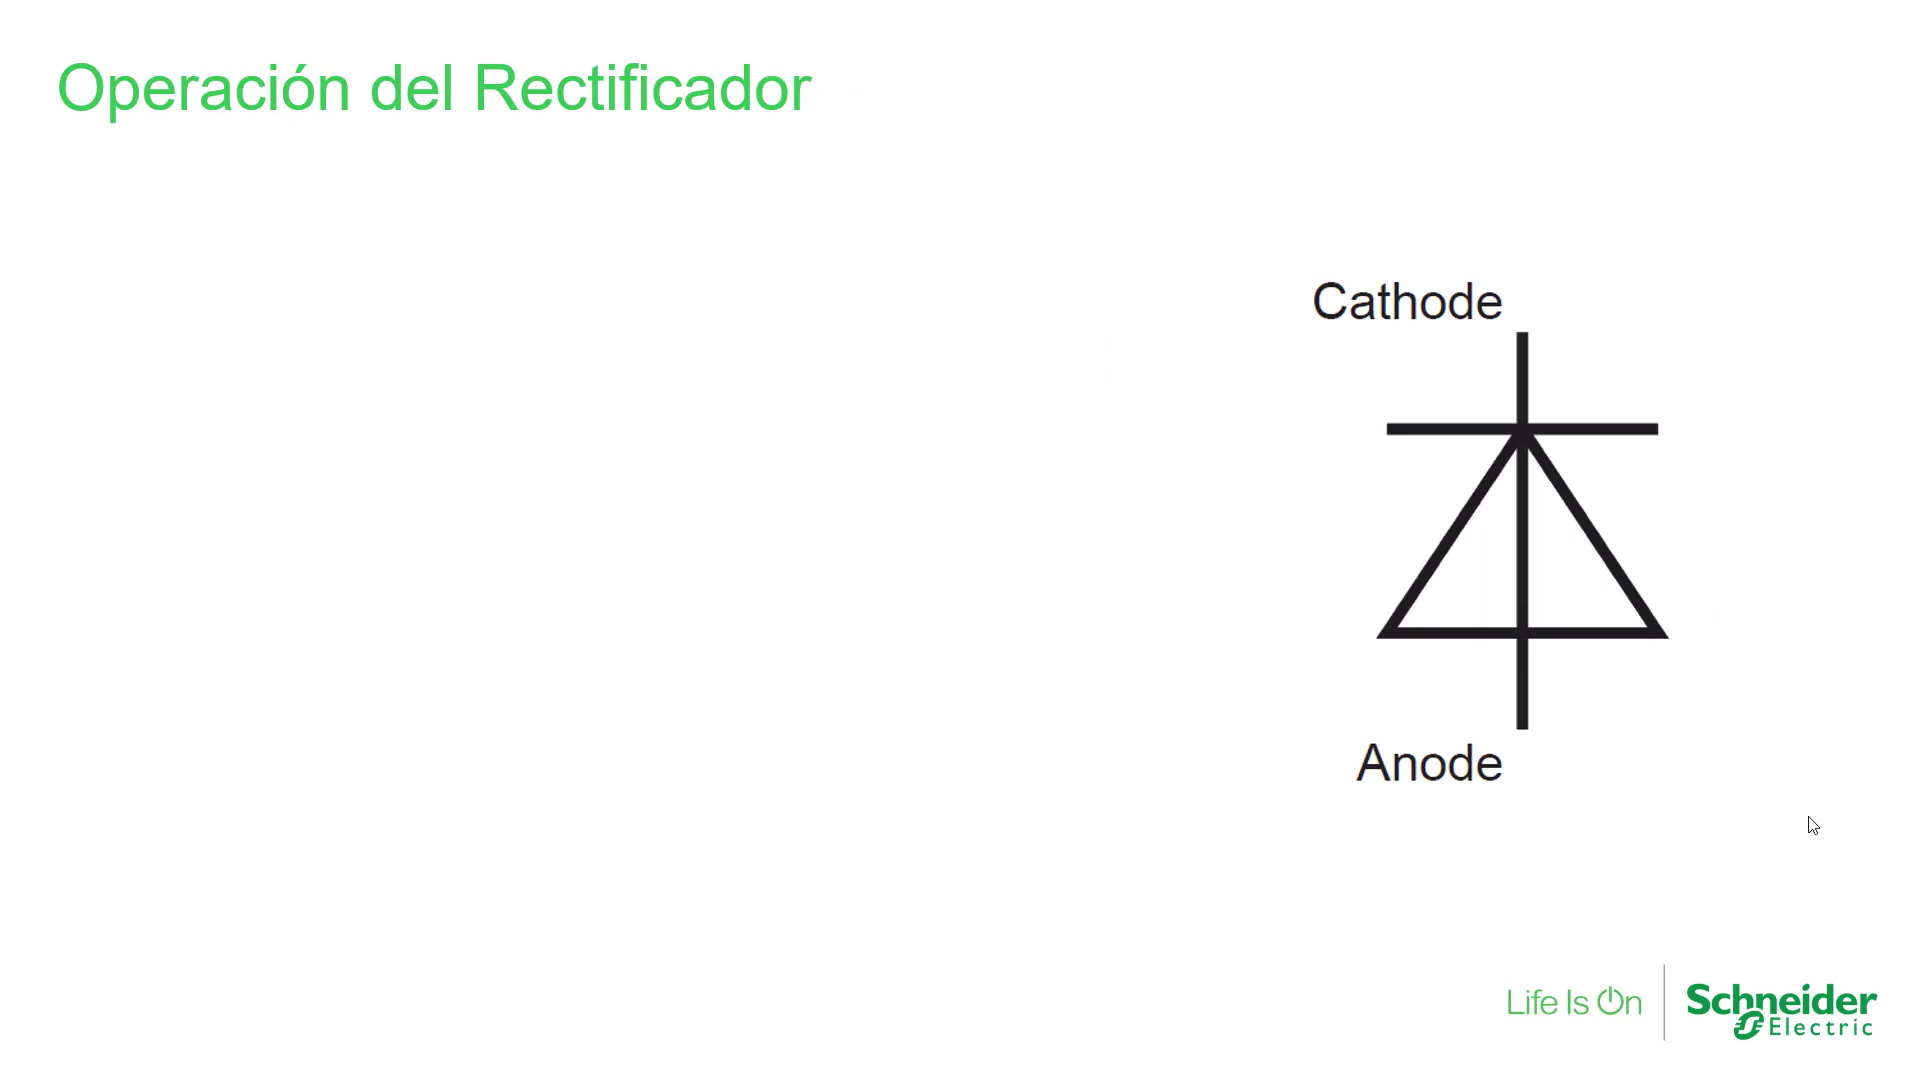 Operación del Rectificador
Cathode
Anode
Life Is On
Schneider
Electric